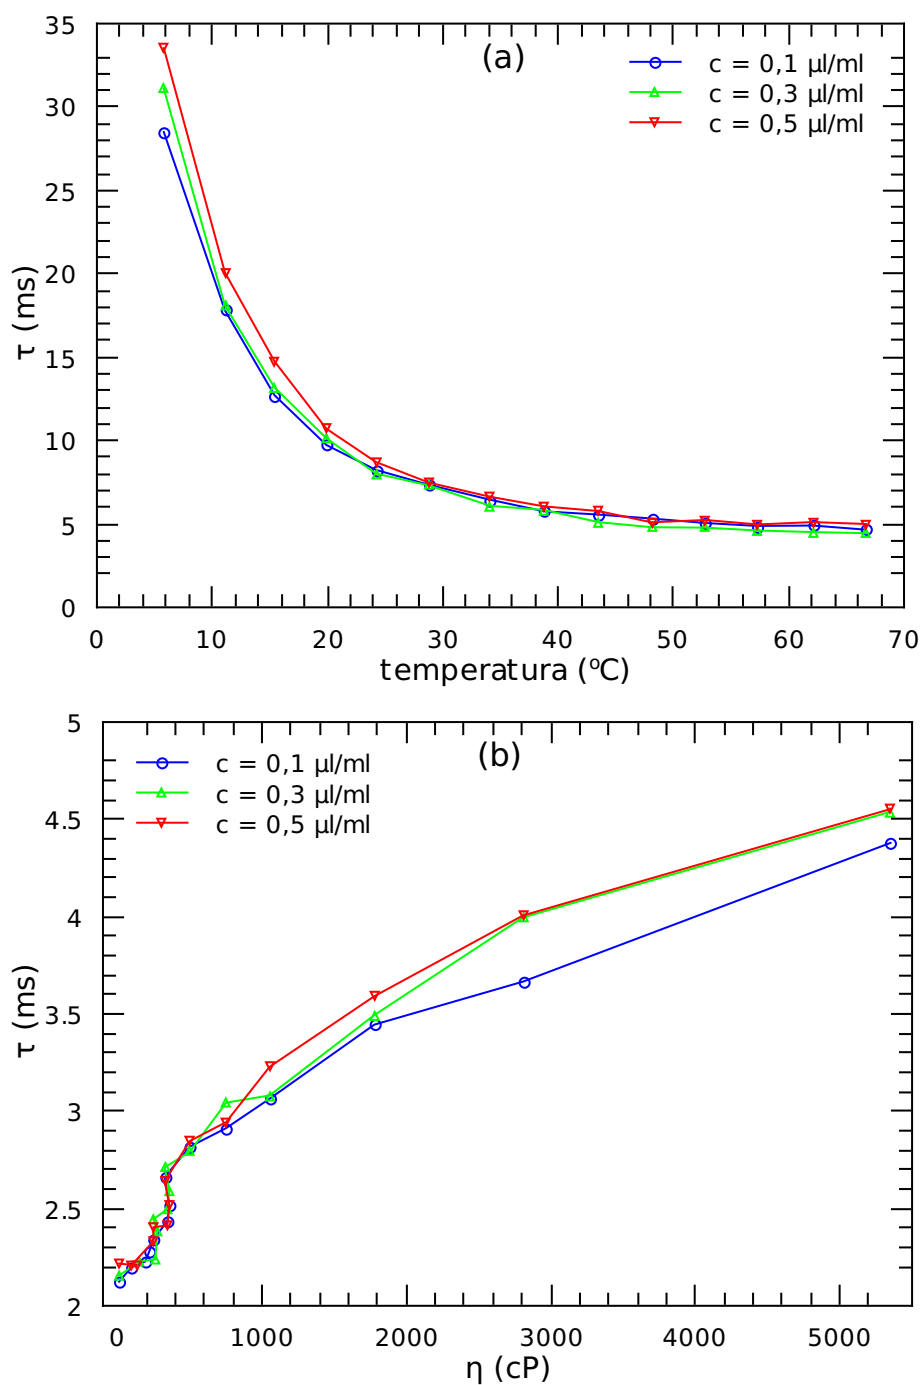 (a)
c = 0,1 µl/ml
c = 0,3 µl/ml
c = 0,5 µl/ml
35
30
25
20
15
10
5
0
τ (ms)
0 10 20 30 40 50 60 70
temperatura (ºC)
(b)
c = 0,1 µl/ml
c = 0,3 µl/ml
c = 0,5 µl/ml
5
4.5
4
3.5
3
2.5
2
τ (ms)
0 1000 2000 3000 4000 5000
η (cP)